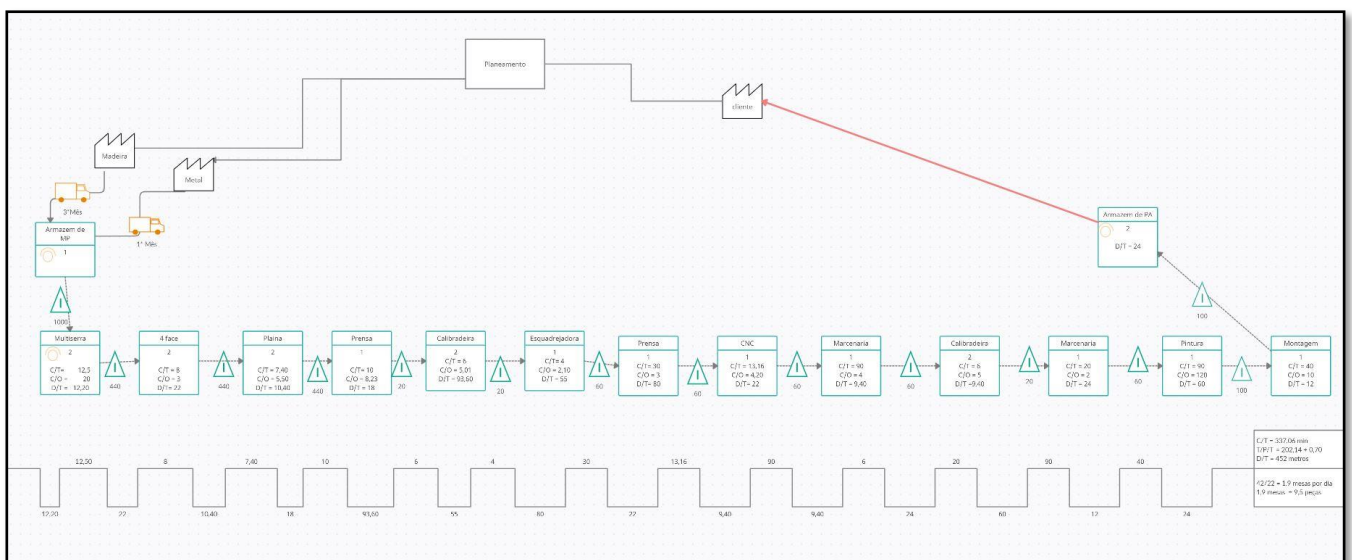 Planeamento
cliente
Madeira
Metal
3*Mês
1* Mês
Armazem de
MP
1
Armazem de PA
2
D/T = 24
1000
100
Multiserra
2
C/T= 12,5
C/O = 20
D/T = 12,20
440
4 face
2
C/T = 8
C/O = 3
D/T= 22
440
Plaina
2
C/T = 7,40
C/O = 5,50
D/T = 10,40
440
Prensa
1
C/T= 10
C/O = 8,23
D/T = 18
20
Calibradeira
2
C/T = 6
C/O = 5,01
D/T = 93,60
20
Esquadrejadora
1
C/T= 4
C/O = 2,10
D/T = 55
60
Prensa
1
C/T= 30
C/O = 3
D/T= 80
60
CNC
1
C/T = 13,16
C/O = 4,20
D/T= 22
60
Marcenaria
1
C/T = 90
C/O = 4
D/T = 9,40
60
Calibradeira
2
C/T = 6
C/O = 5
D/T =9,40
20
Marcenaria
1
C/T = 20
C/O = 2
D/T = 24
60
Pintura
1
C/T = 90
C/O = 120
D/T = 60
100
Montagem
1
C/T = 40
C/O = 10
D/T = 12
12,50 8 7,40 10 6 4 30 13,16 90 6 20 90 40
12,20 22 10,40 18 93,60 55 80 22 9,40 9,40 24 60 12 24
C/T = 337,06 min
T/P/T = 202,14 + 0,70
D/T = 452 metros
42/22 = 1,9 mesas por dia
1,9 mesas = 9,5 peças